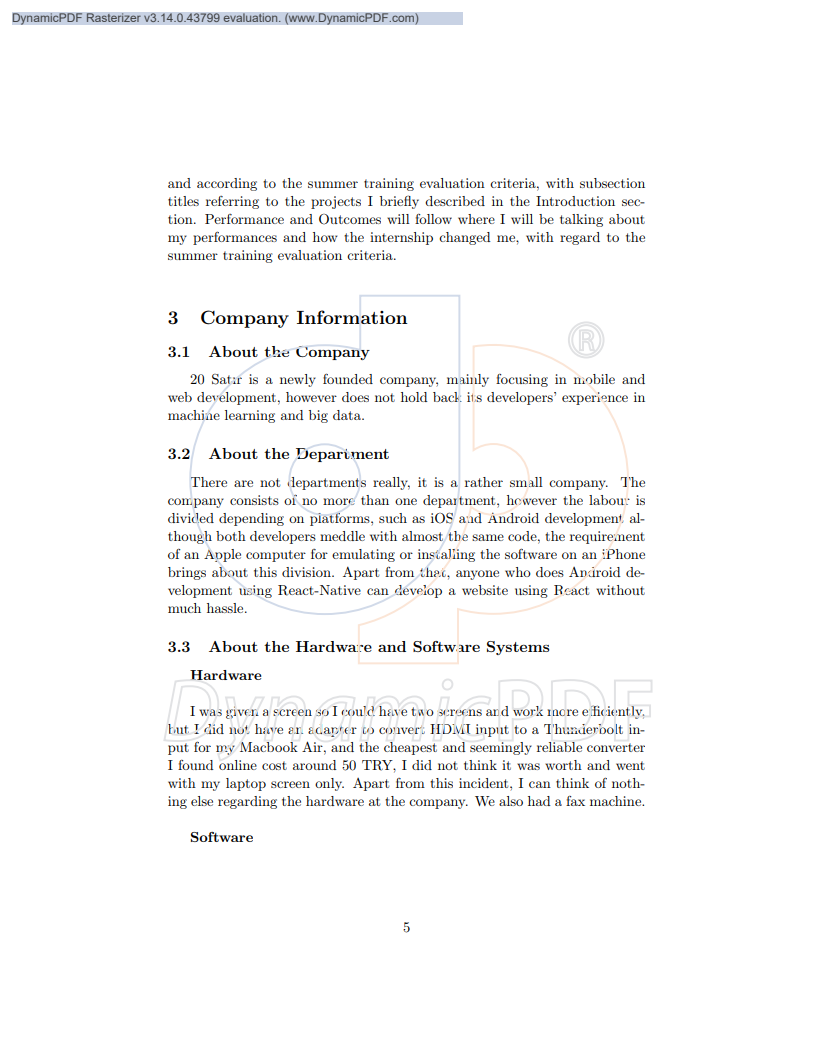 DynamicPDF Rasterizer v3.14.0.43799 evaluation. (www.DynamicPDF.com)
and according to the summer training evaluation criteria, with subsection
titles referring to the projects I briefly described in the Introduction sec-
tion. Performance and Outcomes will follow where I will be talking about
my performances and how the internship changed me, with regard to the
summer training evaluation criteria.
3 Company Information
3.1 About the Company
®
20 Satır is a newly founded company, mainly focusing in mobile and
web development, however does not hold back its developers' experience in
machine learning and big data.
3.2 About the Department
There are not departments really, it is a rather small company. The
company consists of no more than one department, however the labour is
divided depending on platforms, such as iOS and Android development al-
though both developers meddle with almost the same code, the requirement
of an Apple computer for emulating or installing the software on an iPhone
brings about this division. Apart from that, anyone who does Android de-
velopment using React-Native can develop a website using React without
much hassle.
3.3 About the Hardware and Software Systems
Hardware
DynamicPDF
I was given a screen so I could have two screens and work more efficiently,
but I did not have an adapter to convert HDMI input to a Thunderbolt in-
put for my Macbook Air, and the cheapest and seemingly reliable converter
I found online cost around 50 TRY, I did not think it was worth and went
with my laptop screen only. Apart from this incident, I can think of noth-
ing else regarding the hardware at the company. We also had a fax machine.
Software
5